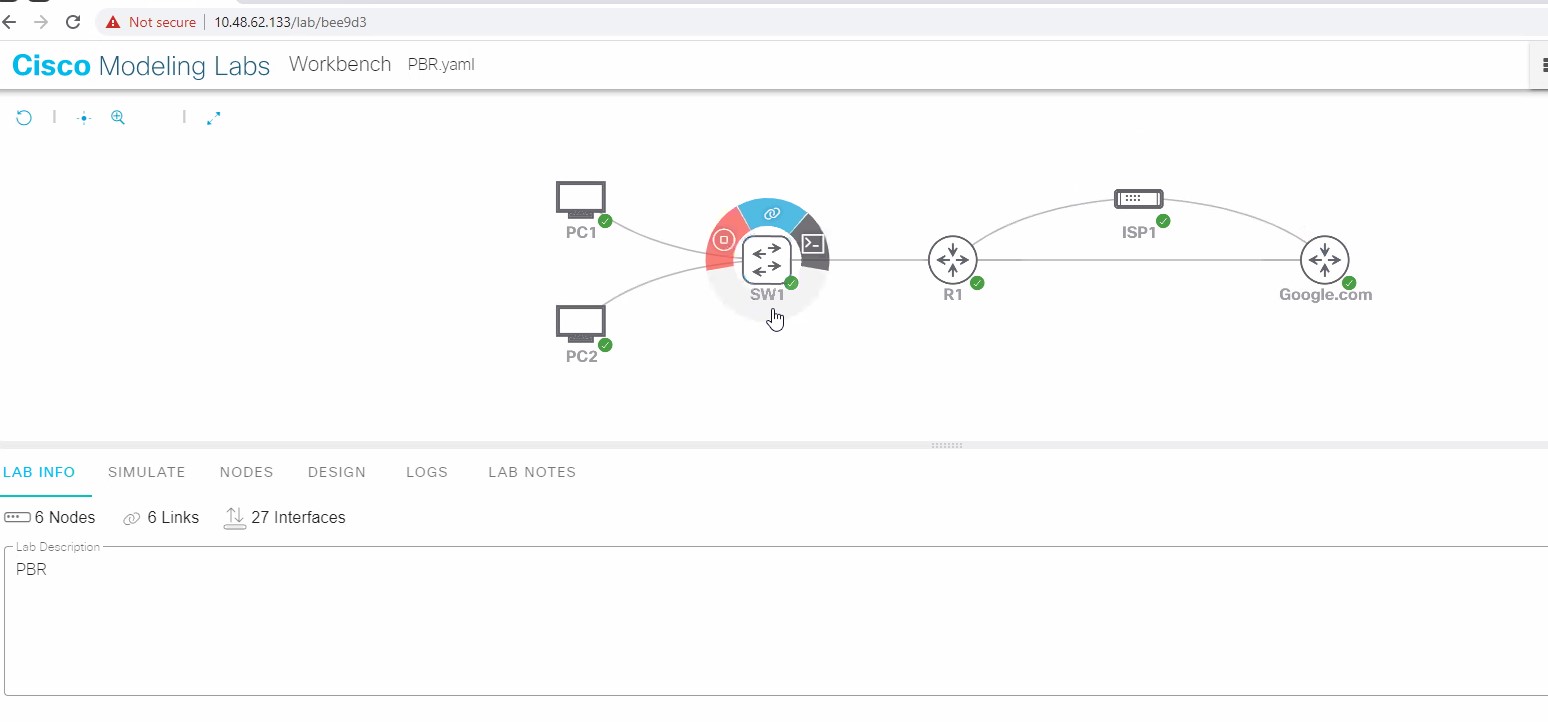 Not secure 10.48.62.133/lab/bee9d3
Cisco Modeling Labs Workbench PBR.yaml
PC1
ISP1
SW1
R1
Google.com
PC2
LAB INFO SIMULATE NODES DESIGN LOGS LAB NOTES
6 Nodes 6 Links 27 Interfaces
Lab Description
PBR